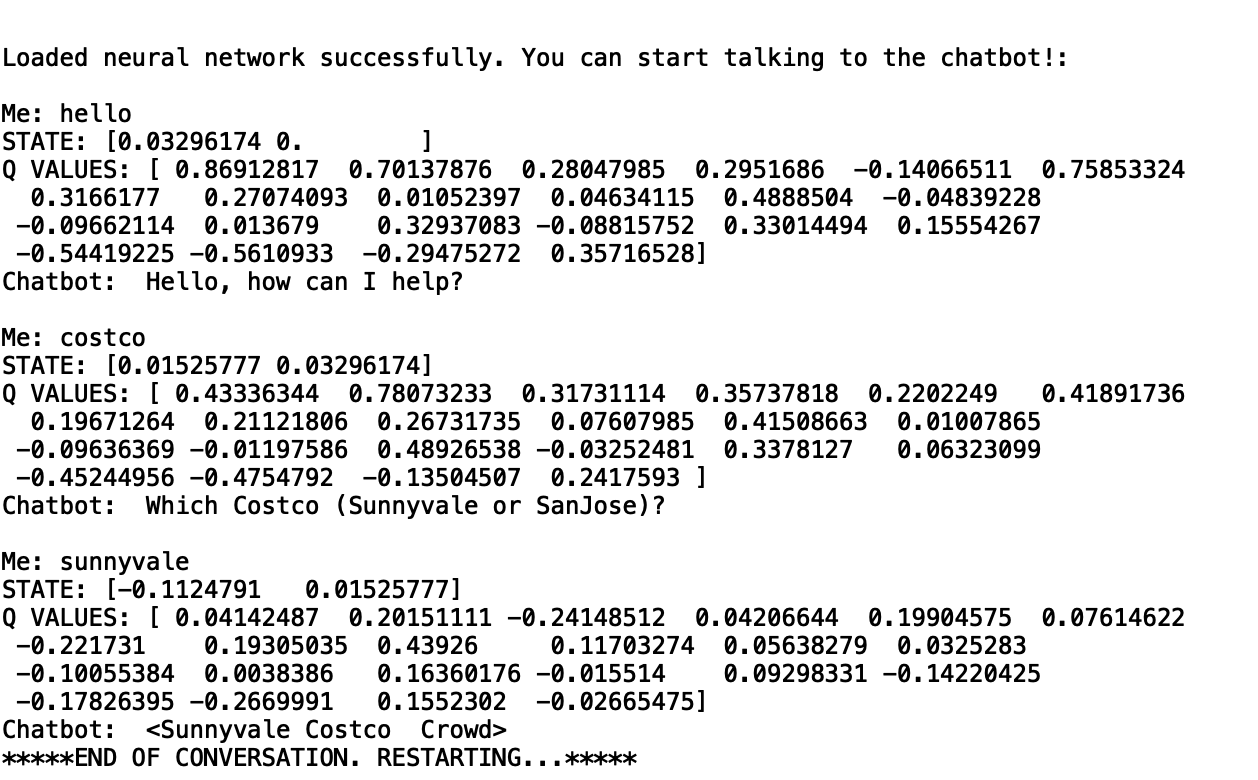 Loaded neural network successfully. You can start talking to the chatbot!:
Me: hello
STATE: [0.03296174 0.        ]
Q VALUES: [ 0.86912817  0.70137876  0.28047985  0.2951686  -0.14066511  0.75853324
  0.3166177   0.27074093  0.01052397  0.04634115  0.4888504  -0.04839228
 -0.09662114  0.013679    0.32937083 -0.08815752  0.33014494  0.15554267
 -0.54419225 -0.5610933  -0.29475272  0.35716528]
Chatbot:  Hello, how can I help?
Me: costco
STATE: [0.01525777 0.03296174]
Q VALUES: [ 0.43336344  0.78073233  0.31731114  0.35737818  0.2202249   0.41891736
  0.19671264  0.21121806  0.26731735  0.07607985  0.41508663  0.01007865
 -0.09636369 -0.01197586  0.48926538 -0.03252481  0.3378127   0.06323099
 -0.45244956 -0.4754792  -0.13504507  0.2417593 ]
Chatbot:  Which Costco (Sunnyvale or SanJose)?
Me: sunnyvale
STATE: [-0.1124791   0.01525777]
Q VALUES: [ 0.04142487  0.20151111 -0.24148512  0.04206644  0.19904575  0.07614622
 -0.221731    0.19305035  0.43926     0.11703274  0.05638279  0.0325283
 -0.10055384  0.0038386   0.16360176 -0.015514    0.09298331 -0.14220425
 -0.17826395 -0.2669991   0.1552302  -0.02665475]
Chatbot:  <Sunnyvale Costco  Crowd>
*****END OF CONVERSATION. RESTARTING...*****